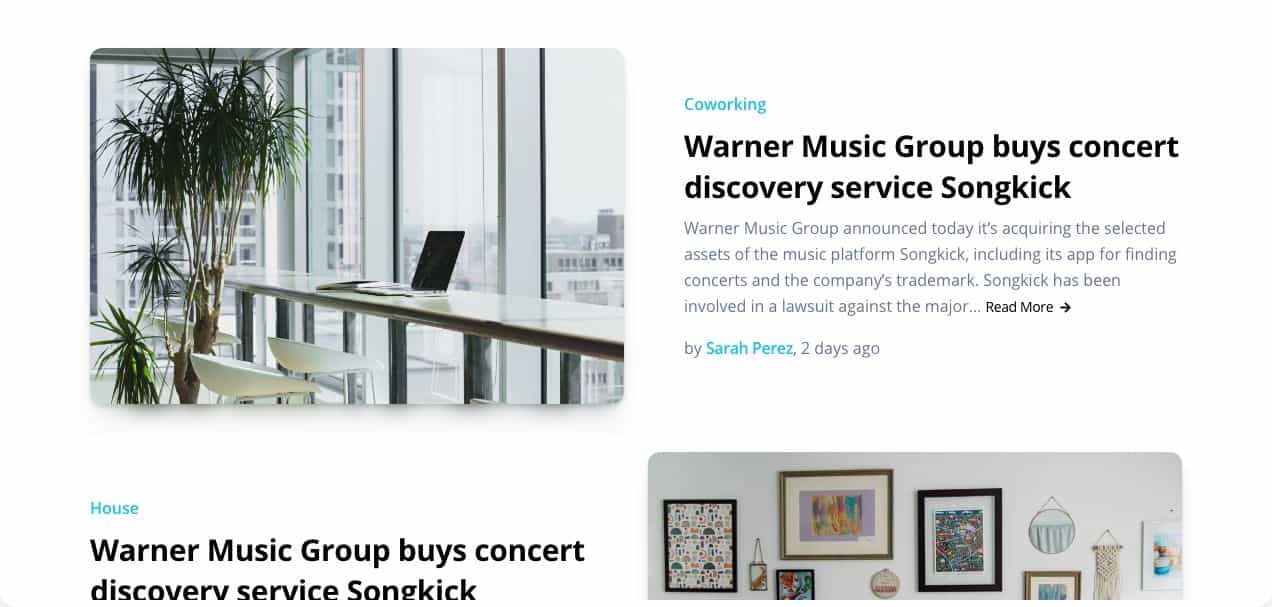 Coworking
Warner Music Group buys concert
discovery service Songkick
Warner Music Group announced today it’s acquiring the selected
assets of the music platform Songkick, including its app for finding
concerts and the company’s trademark. Songkick has been
involved in a lawsuit against the major... Read More →
by Sarah Perez, 2 days ago
House
Warner Music Group buys concert
discovery service Songkick